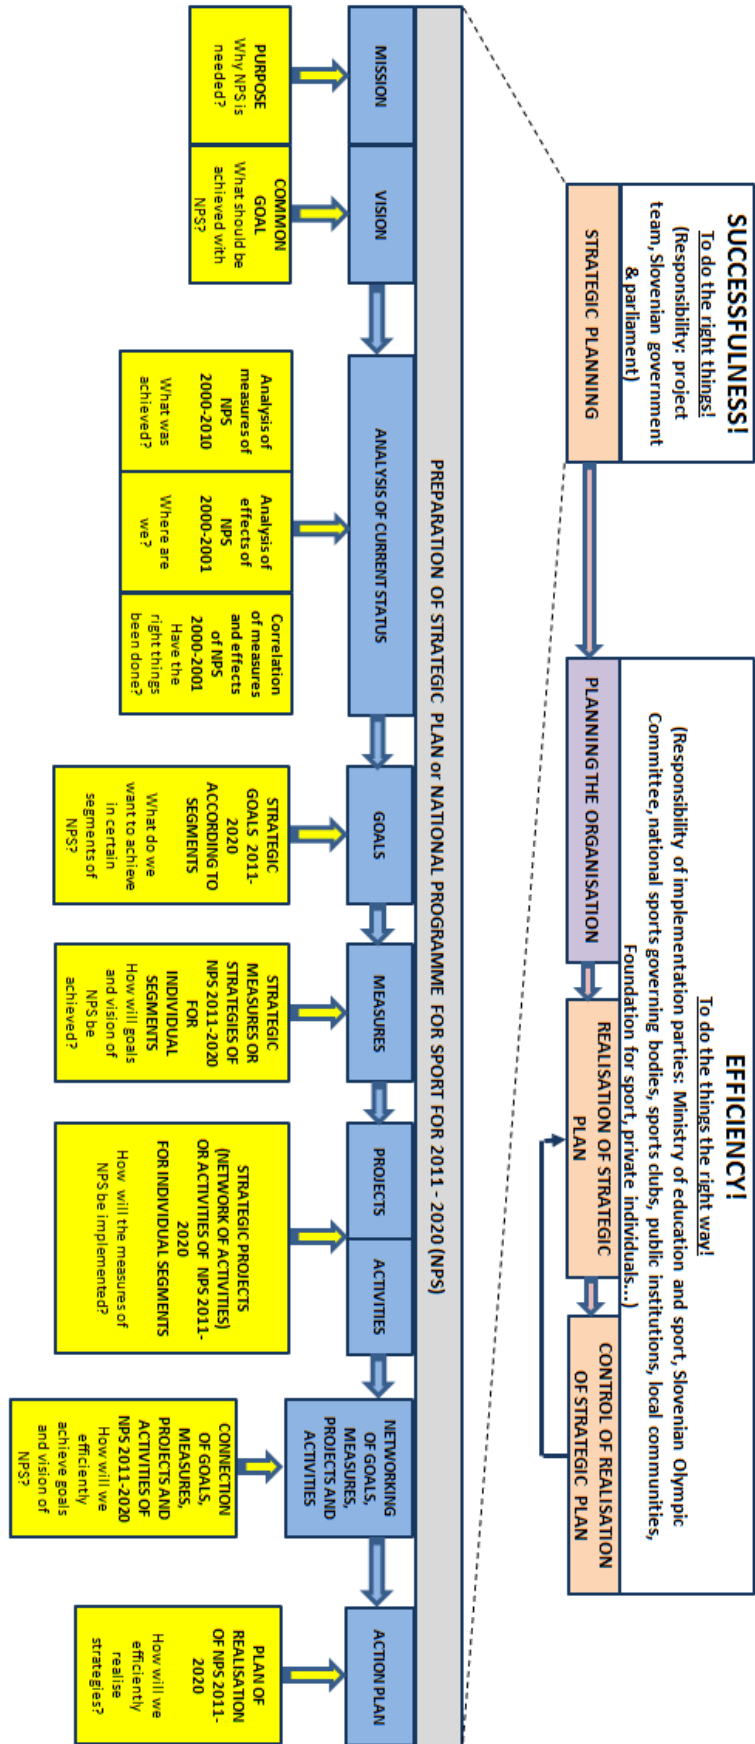 SUCCESSFULNESS!
To do the right things!
(Responsibility: project
team, Slovenian government
& parliament)
STRATEGIC PLANNING
EFFICIENCY!
To do the things the right way!
(Responsibility of implementation parties: Ministry of education and sport, Slovenian Olympic
Committee, national sports governing bodies, sports clubs, public institutions, local communities,
Foundation for sport, private individuals...)
PLANNING THE ORGANISATION
REALISATION OF STRATEGIC
PLAN
CONTROL OF REALISATION
OF STRATEGIC PLAN
PREPARATION OF STRATEGIC PLAN or NATIONAL PROGRAMME FOR SPORT FOR 2011 - 2020 (NPS)
MISSION
VISION
ANALYSIS OF CURRENT STATUS
GOALS
MEASURES
PROJECTS
ACTIVITIES
NETWORKING
OF GOALS,
MEASURES,
PROJECTS AND
ACTIVITIES
ACTION PLAN
PURPOSE
Why NPS is
needed?
COMMON
GOAL
What should be
achieved with
NPS?
Analysis of
measures of
NPS
2000-2010
What was
achieved?
Analysis of
effects of
NPS
2000-2001
Where are
we?
Correlation
of measures
and effects
of NPS
2000-2001
Have the
right things
been done?
STRATEGIC
GOALS 2011-
2020
ACCORDING TO
SEGMENTS
What do we
want to achieve
in certain
segments of
NPS?
STRATEGIC
MEASURES OR
STRATEGIES OF
NPS 2011-2020
FOR
INDIVIDUAL
SEGMENTS
How will goals
and vision of
NPS be
achieved?
STRATEGIC PROJECTS
(NETWORK OF ACTIVITIES)
OR ACTIVITIES OF NPS 2011-
2020
FOR INDIVIDUAL SEGMENTS
How will the measures of
NPS be implemented?
CONNECTION
OF GOALS,
MEASURES,
PROJECTS AND
ACTIVITIES OF
NPS 2011-2020
How will we
efficiently
achieve goals
and vision of
NPS?
PLAN OF
REALISATION
OF NPS 2011-
2020
How will we
efficiently
realise
strategies?